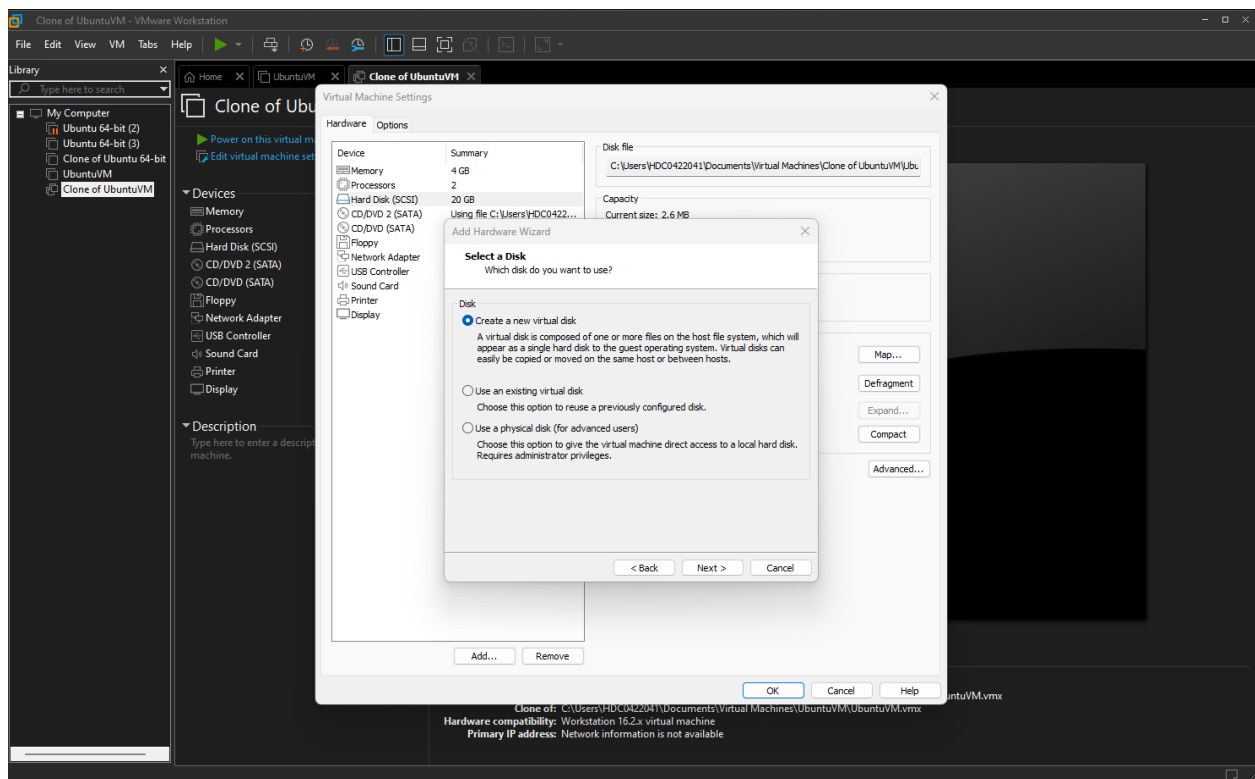 Clone of UbuntuVM - VMware Workstation
File Edit View VM Tabs Help
Library
Type here to search
My Computer
Ubuntu 64-bit (2)
Ubuntu 64-bit (3)
Clone of Ubuntu 64-bit
UbuntuVM
Clone of UbuntuVM
Home UbuntuVM Clone of UbuntuVM
Clone of Ubu
Power on this virtual m
Edit virtual machine set
Devices
Memory
Processors
Hard Disk (SCSI)
CD/DVD 2 (SATA)
CD/DVD (SATA)
Floppy
Network Adapter
USB Controller
Sound Card
Printer
Display
Description
Type here to enter a descript
machine.
Virtual Machine Settings
Hardware Options
Device Summary
Memory 4 GB
Processors 2
Hard Disk (SCSI) 20 GB
CD/DVD 2 (SATA) Using file C:\Users\HDC0422...
CD/DVD (SATA)
Floppy
Network Adapter
USB Controller
Sound Card
Printer
Display
Add... Remove
Disk file
C:\Users\HDC0422041\Documents\Virtual Machines\Clone of UbuntuVM\Ubu
Capacity
Current size: 2.6 MB
Map...
Defragment
Expand...
Compact
Advanced...
Add Hardware Wizard
Select a Disk
Which disk do you want to use?
Disk
Create a new virtual disk
A virtual disk is composed of one or more files on the host file system, which will
appear as a single hard disk to the guest operating system. Virtual disks can
easily be copied or moved on the same host or between hosts.
Use an existing virtual disk
Choose this option to reuse a previously configured disk.
Use a physical disk (for advanced users)
Choose this option to give the virtual machine direct access to a local hard disk.
Requires administrator privileges.
< Back Next > Cancel
OK Cancel Help
untuVM.vmx
Clone of: C:\Users\HDC0422041\Documents\Virtual Machines\UbuntuVM\UbuntuVM.vmx
Hardware compatibility: Workstation 16.2.x virtual machine
Primary IP address: Network information is not available